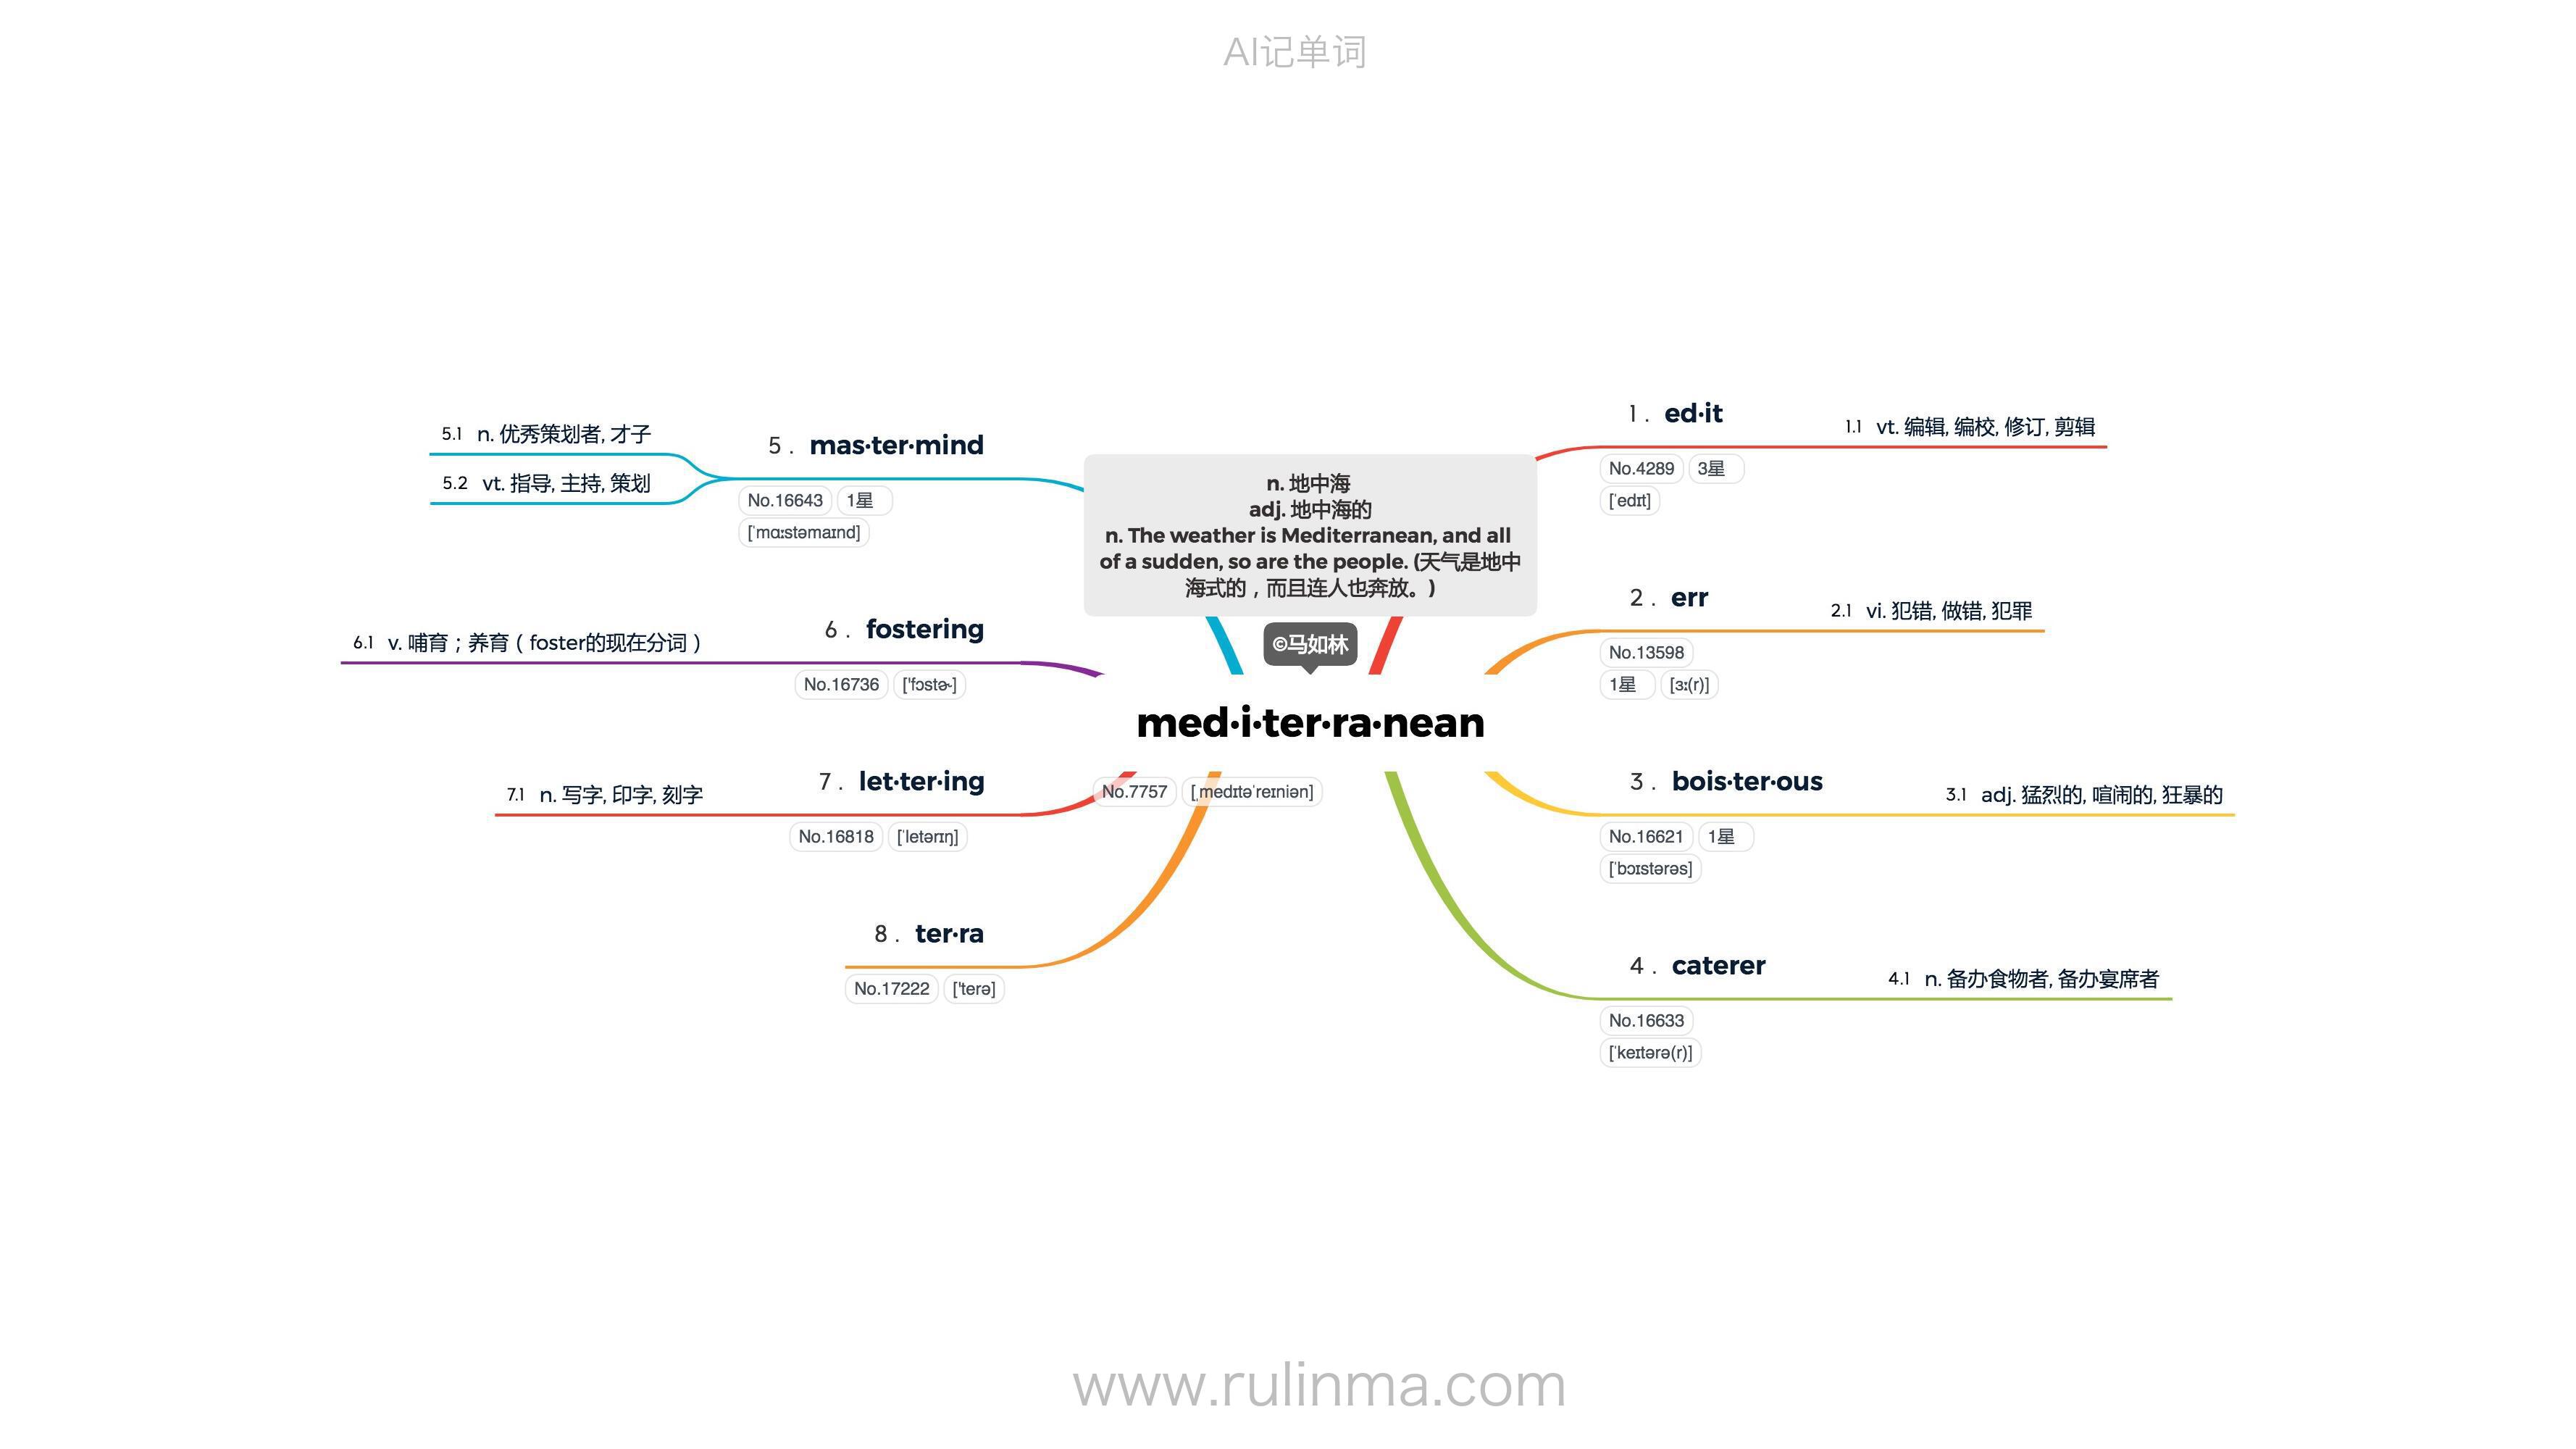 AI记单词
n. 地中海
adj. 地中海的
n. The weather is Mediterranean, and all
of a sudden, so are the people. (天气是地中
海式的，而且连人也奔放。)
©马如林
med·i·ter·ra·nean
No.7757 [ˌmedɪtəˈreɪniən]
1. ed·it
1.1 vt. 编辑, 编校, 修订, 剪辑
No.4289 3星
[ˈedɪt]
2. err
2.1 vi. 犯错, 做错, 犯罪
No.13598
1星 [ɜː(r)]
3. bois·ter·ous
3.1 adj. 猛烈的, 喧闹的, 狂暴的
No.16621 1星
[ˈbɔɪstərəs]
4. caterer
4.1 n. 备办食物者, 备办宴席者
No.16633
[ˈkeɪtərə(r)]
5. mas·ter·mind
5.1 n. 优秀策划者, 才子
5.2 vt. 指导, 主持, 策划
No.16643 1星
[ˈmɑːstəmaɪnd]
6. fostering
6.1 v. 哺育；养育（foster的现在分词）
No.16736 ['fɔstɚ]
7. let·ter·ing
7.1 n. 写字, 印字, 刻字
No.16818 [ˈletərɪŋ]
8. ter·ra
No.17222 ['terə]
www.rulinma.com